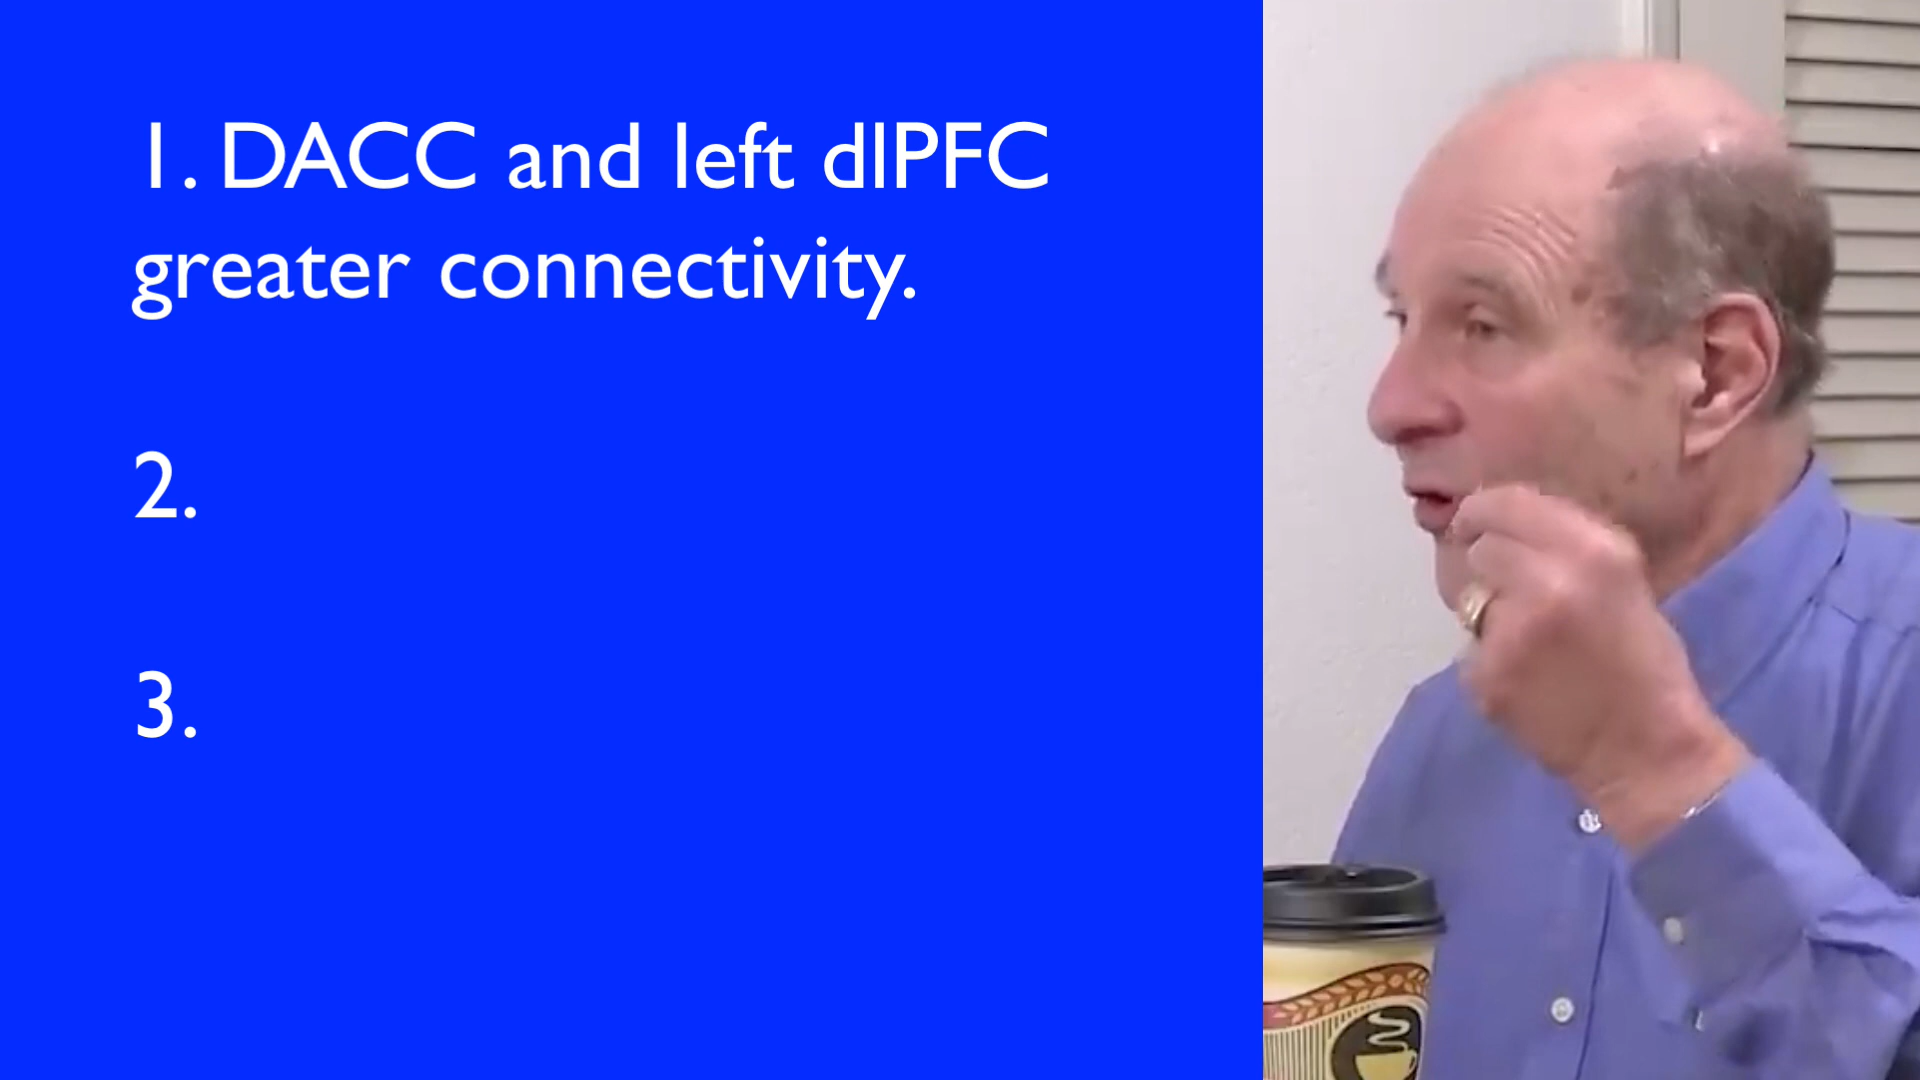 1. DACC and left dlPFC
greater connectivity.
2.
3.